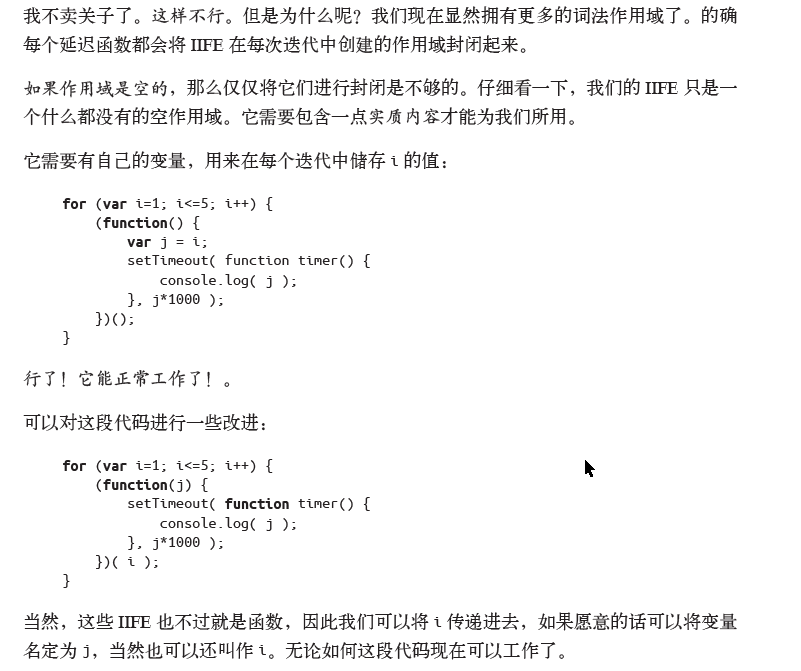 我不卖关子了。这样不行。但是为什么呢？我们现在显然拥有更多的词法作用域了。的确
每个延迟函数都会将 IIFE 在每次迭代中创建的作用域封闭起来。
如果作用域是空的，那么仅仅将它们进行封闭是不够的。仔细看一下，我们的 IIFE 只是一
个什么都没有的空作用域。它需要包含一点实质内容才能为我们所用。
它需要有自己的变量，用来在每个迭代中储存 i 的值：
for (var i=1; i<=5; i++) {
(function() {
var j = i;
setTimeout( function timer() {
console.log( j );
}, j*1000 );
})();
}
行了！它能正常工作了！。
可以对这段代码进行一些改进：
for (var i=1; i<=5; i++) {
(function(j) {
setTimeout( function timer() {
console.log( j );
}, j*1000 );
})( i );
}
当然，这些 IIFE 也不过就是函数，因此我们可以将 i 传递进去，如果愿意的话可以将变量
名定为 j，当然也可以还叫作 i。无论如何这段代码现在可以工作了。